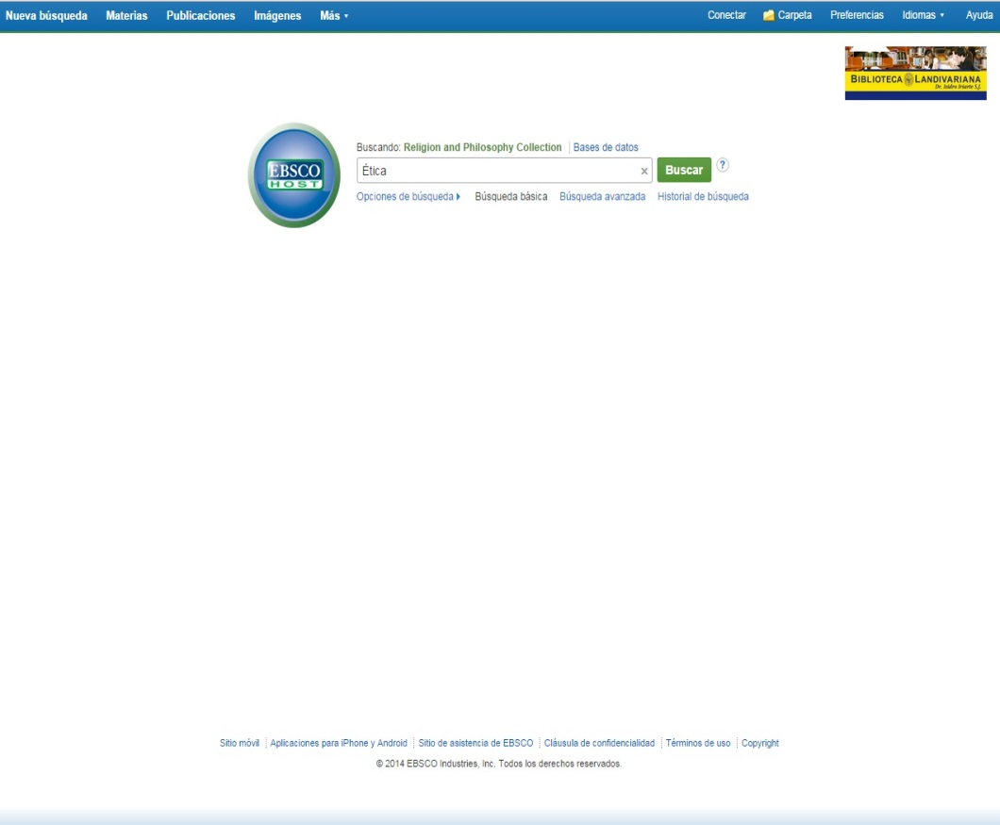 Nueva búsqueda Materias Publicaciones Imágenes Más Conectar Carpeta Preferencias Idiomas Ayuda
BIBLIOTECA LANDIVARIANA
Dr. Isidro Iriarte S.J.
Buscando: Religion and Philosophy Collection Bases de datos
EBSCO
HOST
Ética × Buscar ?
Opciones de búsqueda Búsqueda básica Búsqueda avanzada Historial de búsqueda
Sitio móvil Aplicaciones para iPhone y Android Sitio de asistencia de EBSCO Cláusula de confidencialidad Términos de uso Copyright
© 2014 EBSCO Industries, Inc. Todos los derechos reservados.